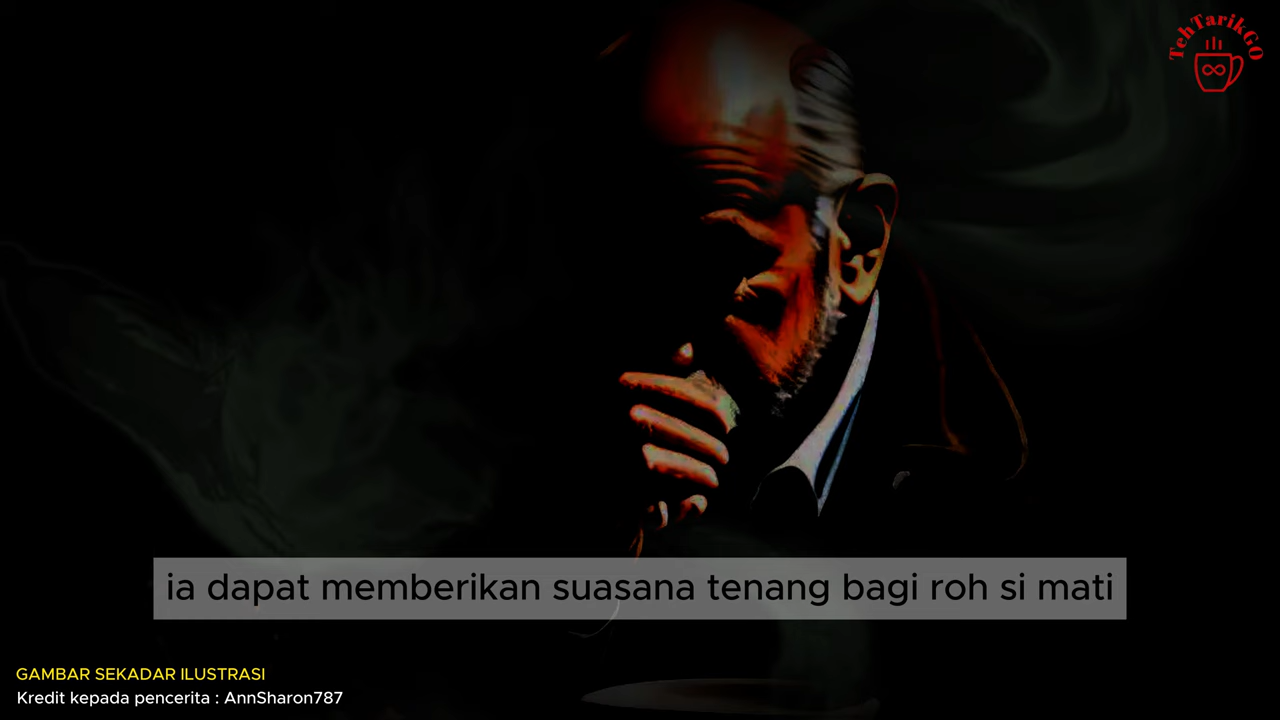 TehTarikGO
ia dapat memberikan suasana tenang bagi roh si mati
GAMBAR SEKADAR ILUSTRASI
Kredit kepada pencerita : AnnSharon787